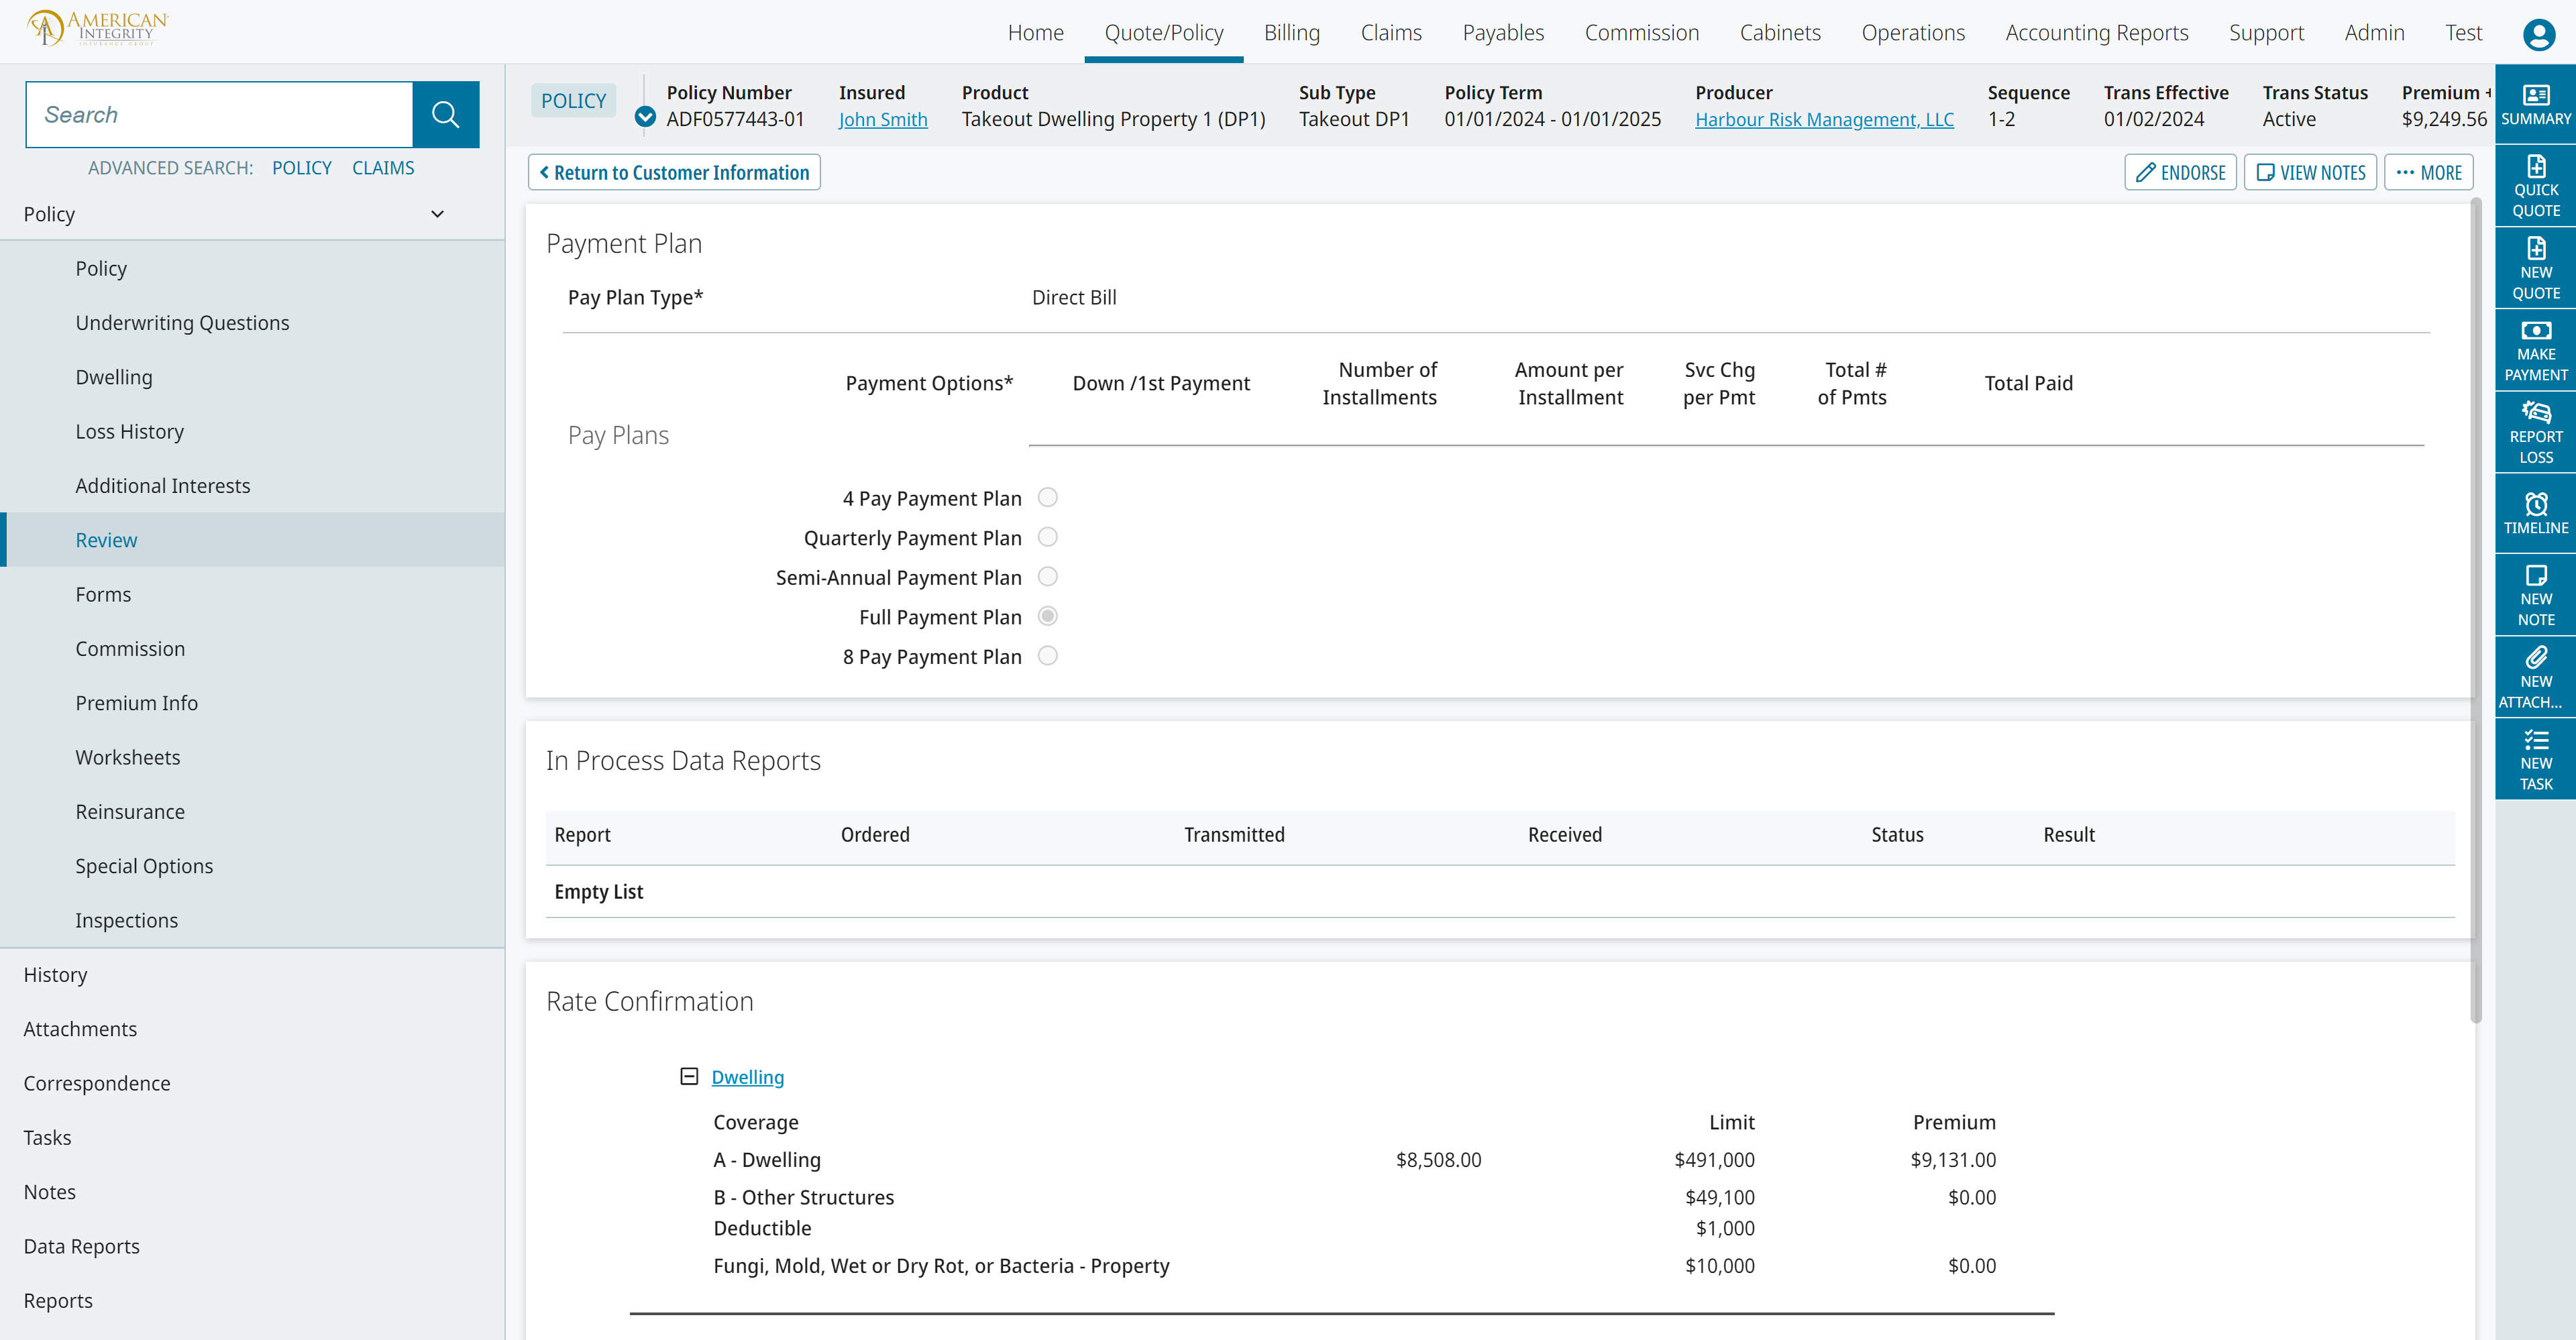 AMERICAN
INTEGRITY
INSURANCE GROUP
Home Quote/Policy Billing Claims Payables Commission Cabinets Operations Accounting Reports Support Admin Test
Search
ADVANCED SEARCH: POLICY CLAIMS
Policy
Policy
Underwriting Questions
Dwelling
Loss History
Additional Interests
Review
Forms
Commission
Premium Info
Worksheets
Reinsurance
Special Options
Inspections
History
Attachments
Correspondence
Tasks
Notes
Data Reports
Reports
POLICY
Policy Number Insured Product Sub Type Policy Term Producer Sequence Trans Effective Trans Status Premium +
ADF0577443-01 John Smith Takeout Dwelling Property 1 (DP1) Takeout DP1 01/01/2024 - 01/01/2025 Harbour Risk Management, LLC 1-2 01/02/2024 Active $9,249.56
Return to Customer Information
ENDORSE VIEW NOTES MORE
Payment Plan
Pay Plan Type* Direct Bill
Payment Options* Down /1st Payment Number of Installments Amount per Installment Svc Chg per Pmt Total # of Pmts Total Paid
Pay Plans
4 Pay Payment Plan
Quarterly Payment Plan
Semi-Annual Payment Plan
Full Payment Plan
8 Pay Payment Plan
In Process Data Reports
Report Ordered Transmitted Received Status Result
Empty List
Rate Confirmation
Dwelling
Coverage Limit Premium
A - Dwelling $8,508.00 $491,000 $9,131.00
B - Other Structures $49,100 $0.00
Deductible $1,000
Fungi, Mold, Wet or Dry Rot, or Bacteria - Property $10,000 $0.00
SUMMARY
QUICK
QUOTE
NEW
QUOTE
MAKE
PAYMENT
REPORT
LOSS
TIMELINE
NEW
NOTE
NEW
ATTACH...
NEW
TASK